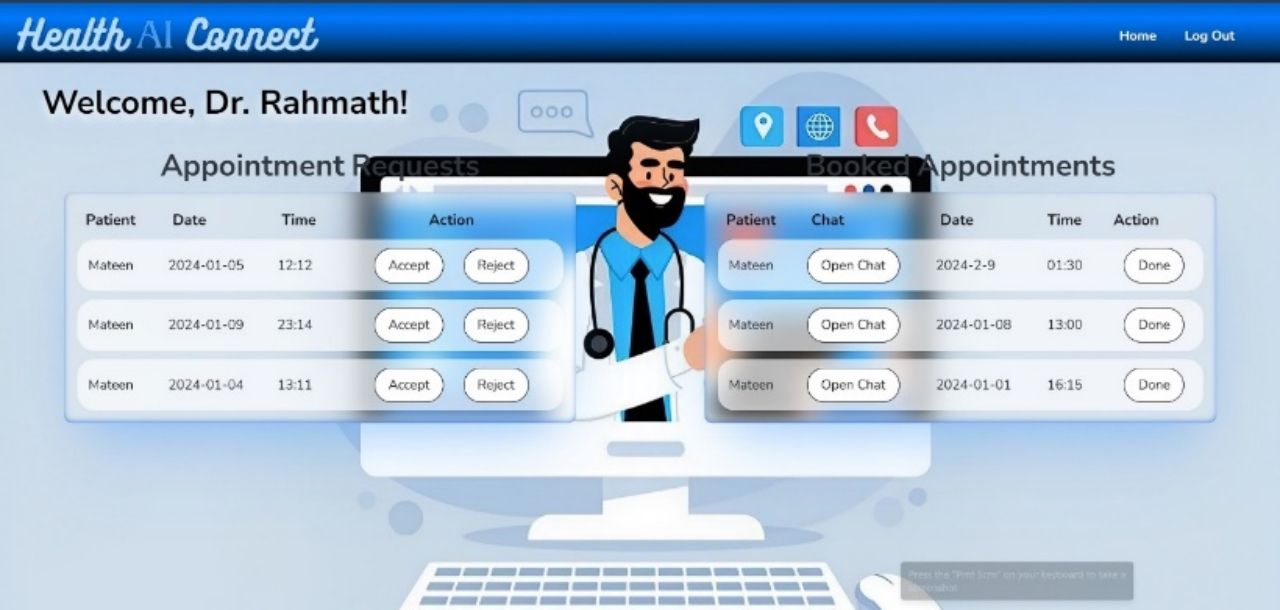 Health AI Connect
Home Log Out
Welcome, Dr. Rahmath!
Appointment Requests
Patient Date Time Action
Mateen 2024-01-05 12:12 Accept Reject
Mateen 2024-01-09 23:14 Accept Reject
Mateen 2024-01-04 13:11 Accept Reject
Booked Appointments
Patient Chat Date Time Action
Mateen Open Chat 2024-2-9 01:30 Done
Mateen Open Chat 2024-01-08 13:00 Done
Mateen Open Chat 2024-01-01 16:15 Done
Press the "Prnt Scrn" on your keyboard to take a
screenshot